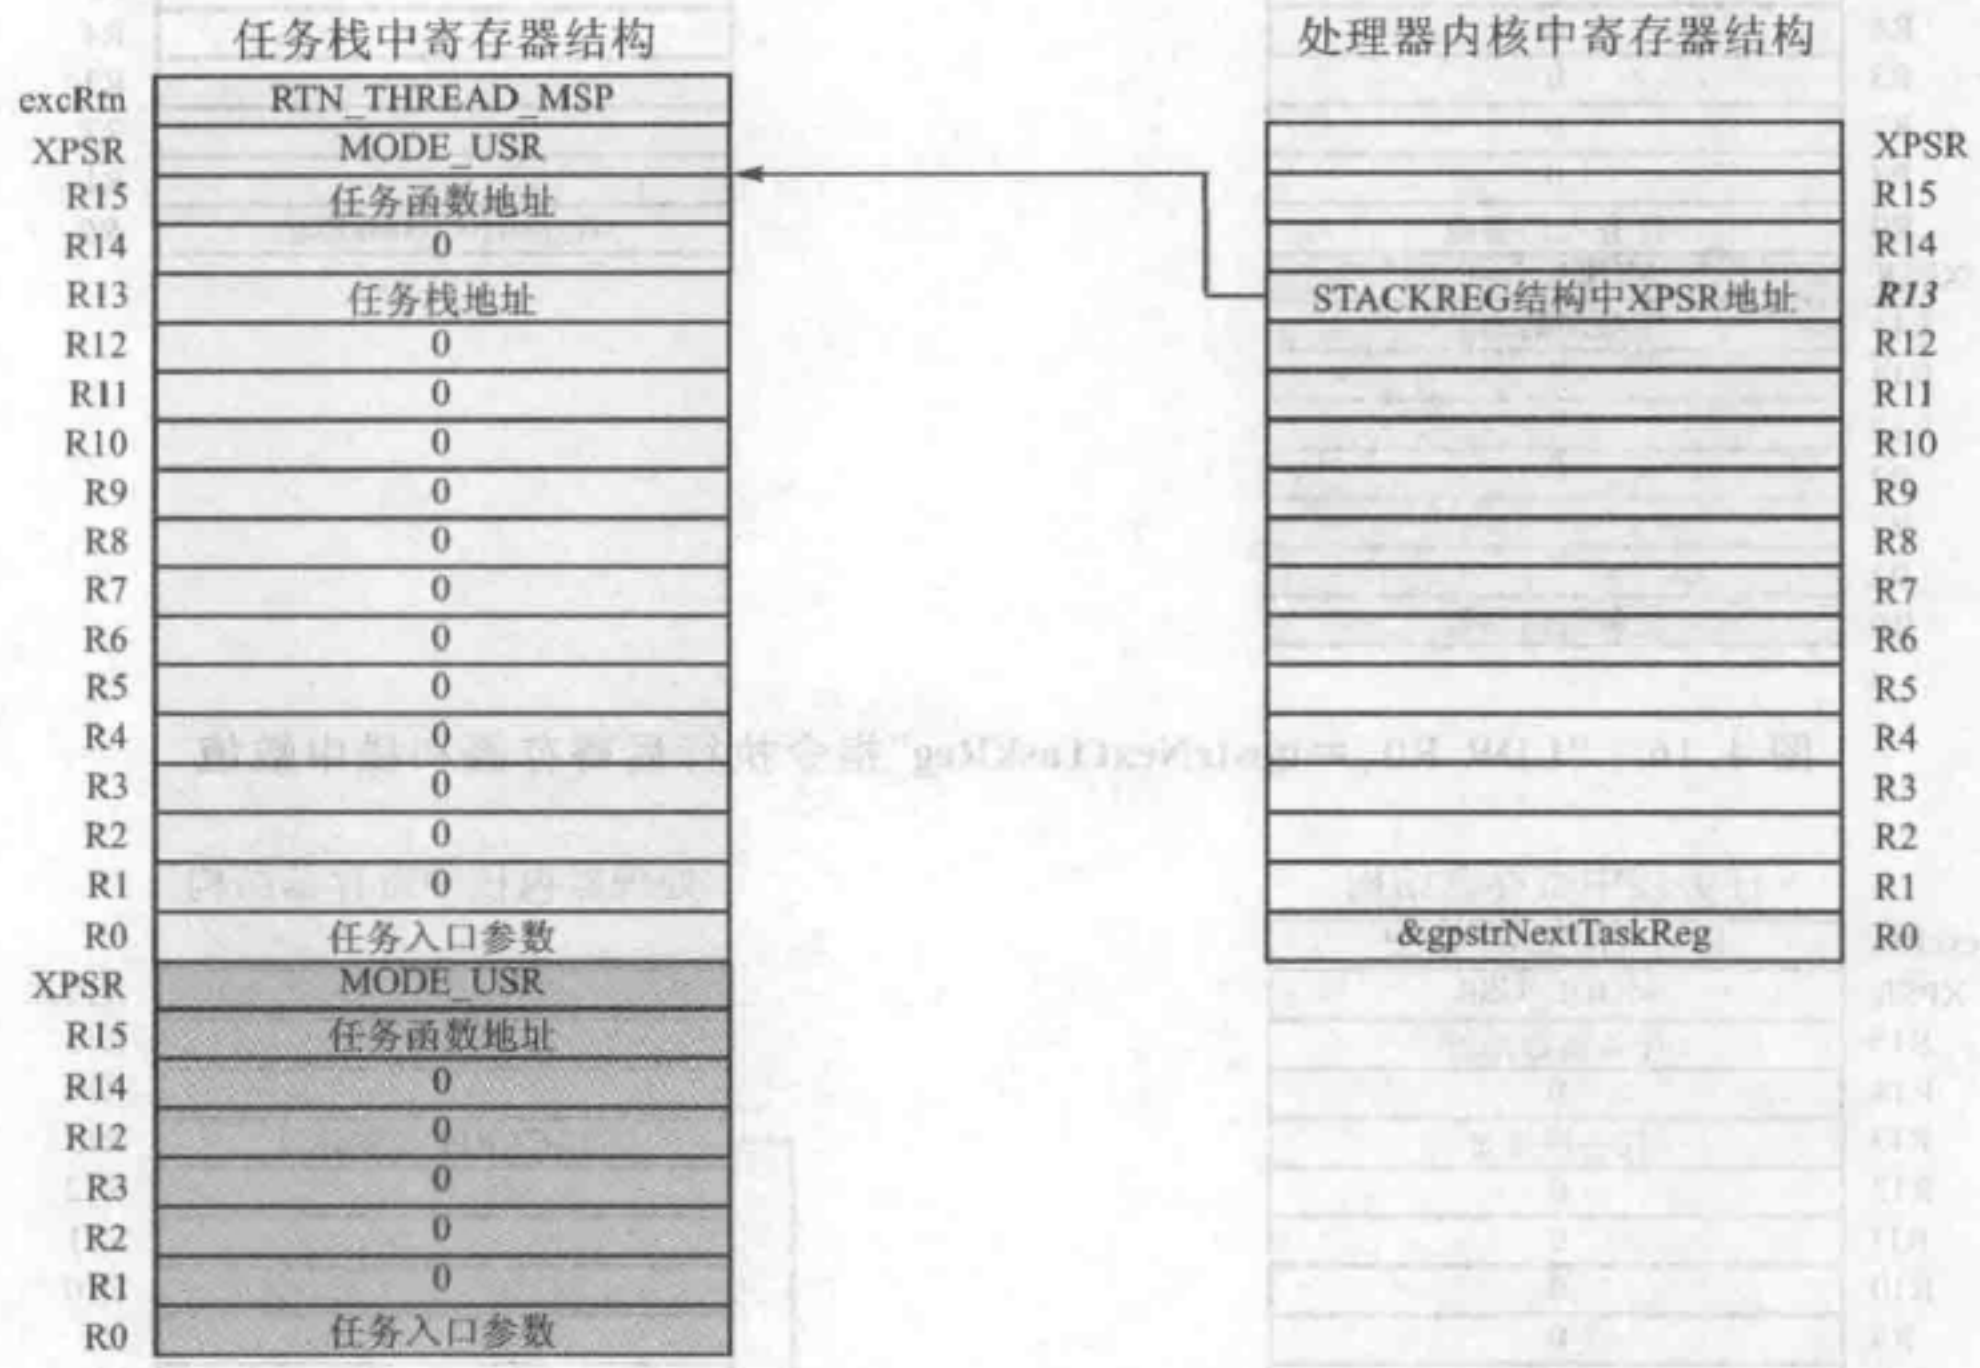 任务栈中寄存器结构
excRtn RTN_THREAD_MSP
XPSR MODE_USR
R15 任务函数地址
R14 0
R13 任务栈地址
R12 0
R11 0
R10 0
R9 0
R8 0
R7 0
R6 0
R5 0
R4 0
R3 0
R2 0
R1 0
R0 任务入口参数
XPSR MODE_USR
R15 任务函数地址
R14 0
R12 0
R3 0
R2 0
R1 0
R0 任务入口参数
处理器内核中寄存器结构
XPSR
R15
R14
STACKREG结构中XPSR地址 R13
R12
R11
R10
R9
R8
R7
R6
R5
R4
R3
R2
R1
&gpstrNextTaskReg R0